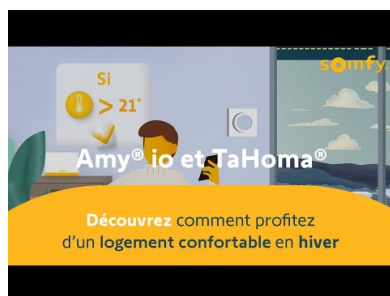 somfy
Si
> 21°
Amy® io et TaHoma®
Découvrez comment profitez
d'un logement confortable en hiver